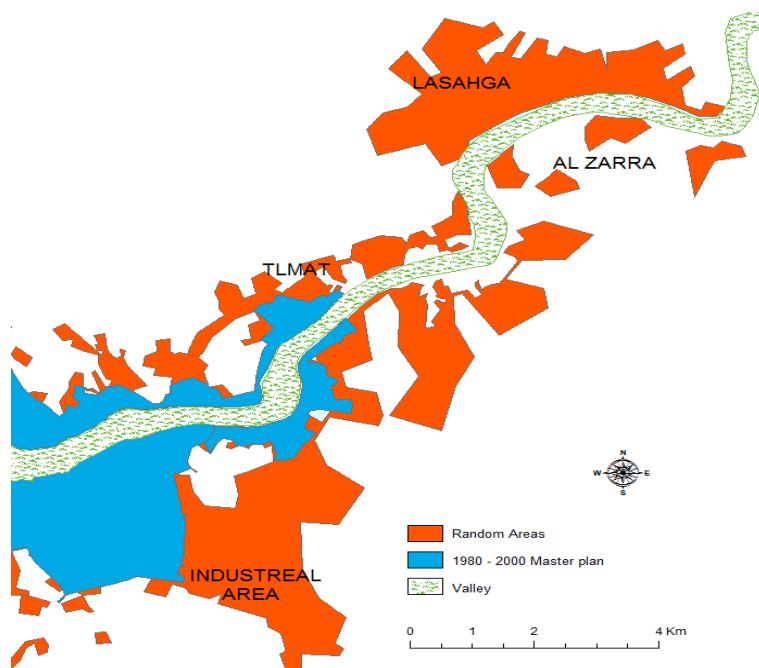 LASAHGA
AL ZARRA
TLMAT
N
W E
S
Random Areas
1980 - 2000 Master plan
INDUSTREAL
AREA
Valley
0 1 2 4 Km